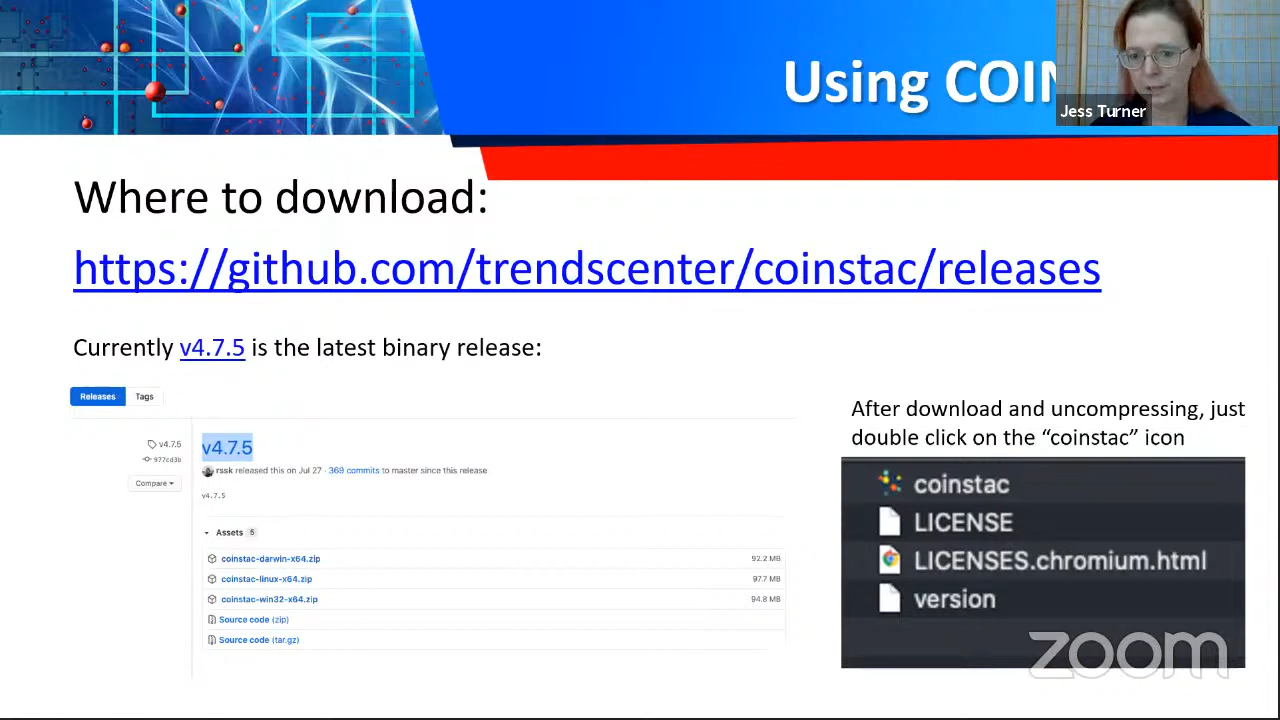 Using COIN
Jess Turner
Where to download:
https://github.com/trendscenter/coinstac/releases
Currently v4.7.5 is the latest binary release:
Releases Tags
v4.7.5
977cd3b
Compare
v4.7.5
rssk released this on Jul 27 · 369 commits to master since this release
v4.7.5
Assets 5
coinstac-darwin-x64.zip 92.2 MB
coinstac-linux-x64.zip 97.7 MB
coinstac-win32-x64.zip 94.8 MB
Source code (zip)
Source code (tar.gz)
After download and uncompressing, just
double click on the “coinstac” icon
coinstac
LICENSE
LICENSES.chromium.html
version
zoom